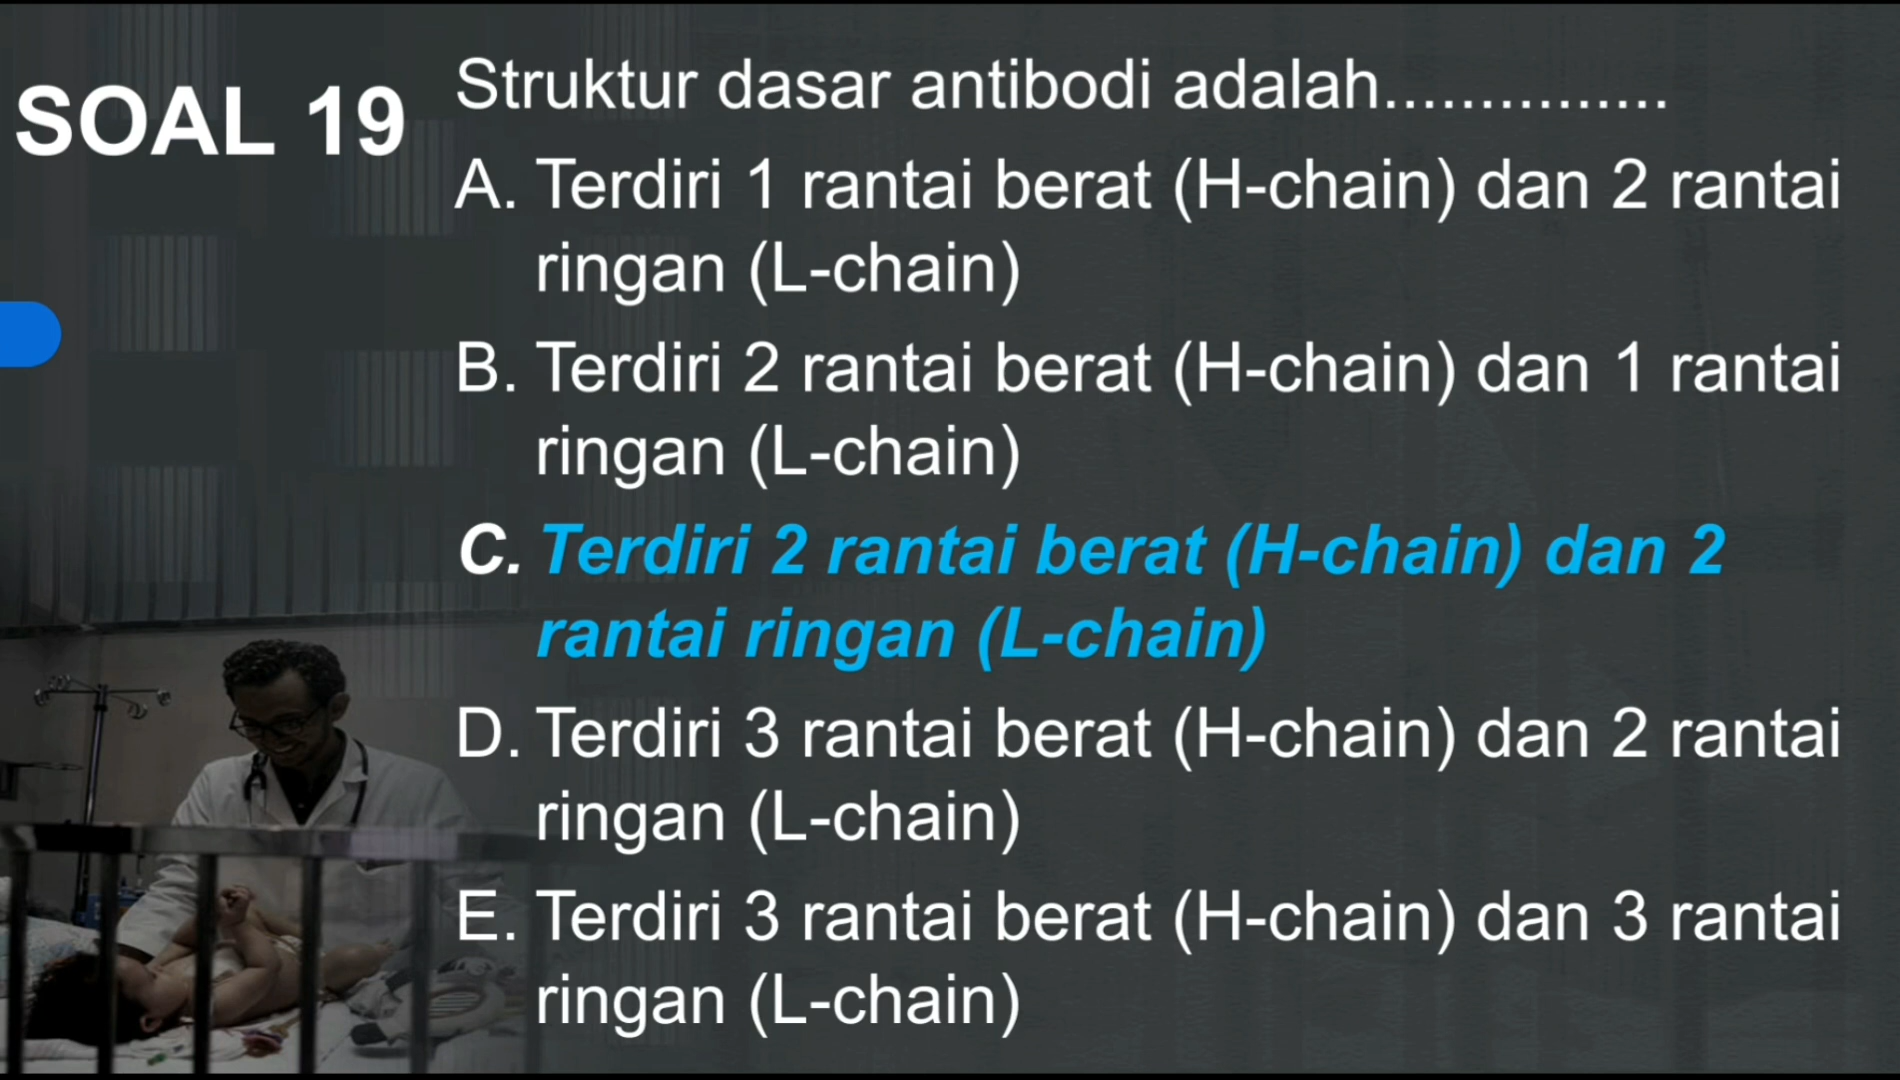 SOAL 19
Struktur dasar antibodi adalah...............
A. Terdiri 1 rantai berat (H-chain) dan 2 rantai
ringan (L-chain)
B. Terdiri 2 rantai berat (H-chain) dan 1 rantai
ringan (L-chain)
C. Terdiri 2 rantai berat (H-chain) dan 2
rantai ringan (L-chain)
D. Terdiri 3 rantai berat (H-chain) dan 2 rantai
ringan (L-chain)
E. Terdiri 3 rantai berat (H-chain) dan 3 rantai
ringan (L-chain)